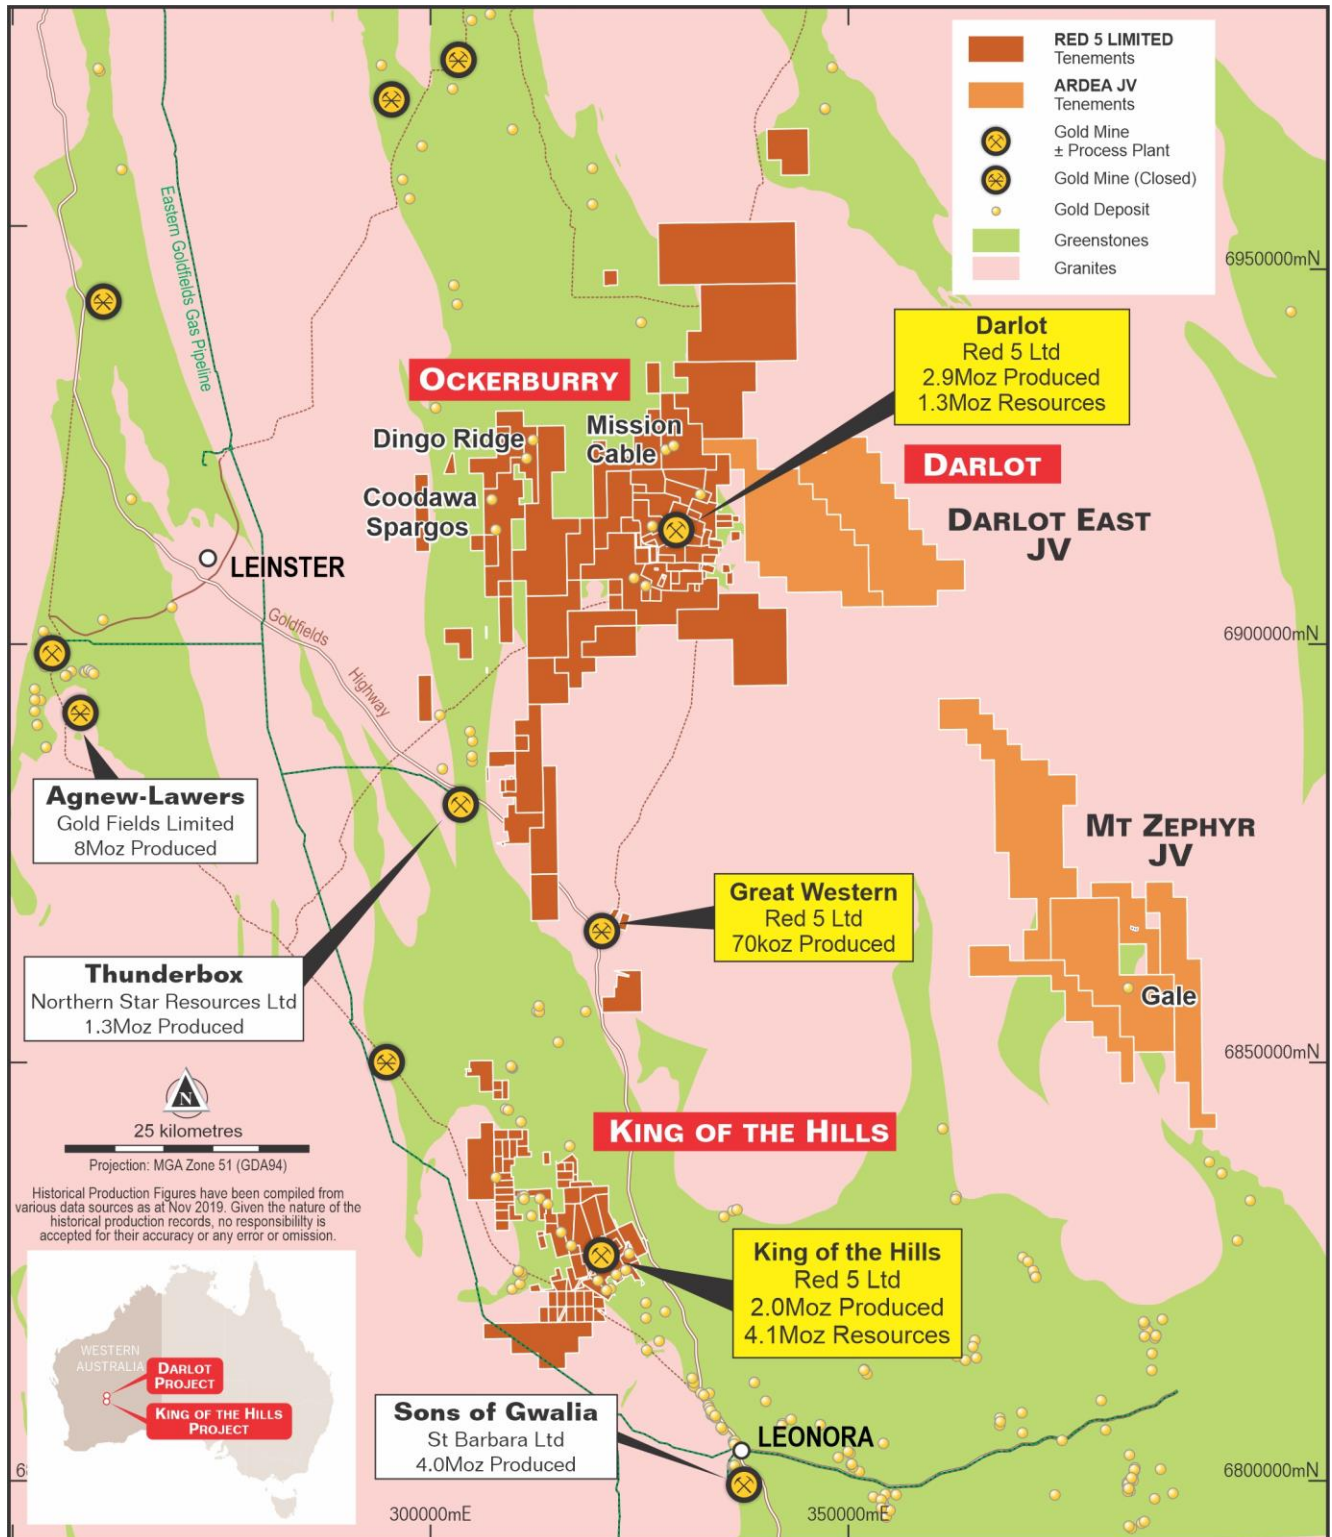 RED 5 LIMITED
Tenements
ARDEA JV
Tenements
Gold Mine
± Process Plant
Gold Mine (Closed)
Gold Deposit
Greenstones
Granites
Eastern Goldfields Gas Pipeline
6950000mN
Darlot
Red 5 Ltd
2.9Moz Produced
1.3Moz Resources
OCKERBURRY
Dingo Ridge
Mission
Cable
DARLOT
Coodawa
Spargos
DARLOT EAST
JV
LEINSTER
Goldfields
Highway
6900000mN
Agnew-Lawers
Gold Fields Limited
8Moz Produced
MT ZEPHYR
JV
Great Western
Red 5 Ltd
70koz Produced
Thunderbox
Northern Star Resources Ltd
1.3Moz Produced
Gale
6850000mN
N
25 kilometres
Projection: MGA Zone 51 (GDA94)
KING OF THE HILLS
Historical Production Figures have been compiled from
various data sources as at Nov 2019. Given the nature of the
historical production records, no responsibililty is
accepted for their accuracy or any error or omission.
King of the Hills
Red 5 Ltd
2.0Moz Produced
4.1Moz Resources
WESTERN
AUSTRALIA
DARLOT
PROJECT
KING OF THE HILLS
PROJECT
Sons of Gwalia
St Barbara Ltd
4.0Moz Produced
LEONORA
6800000mN
300000mE
350000mE